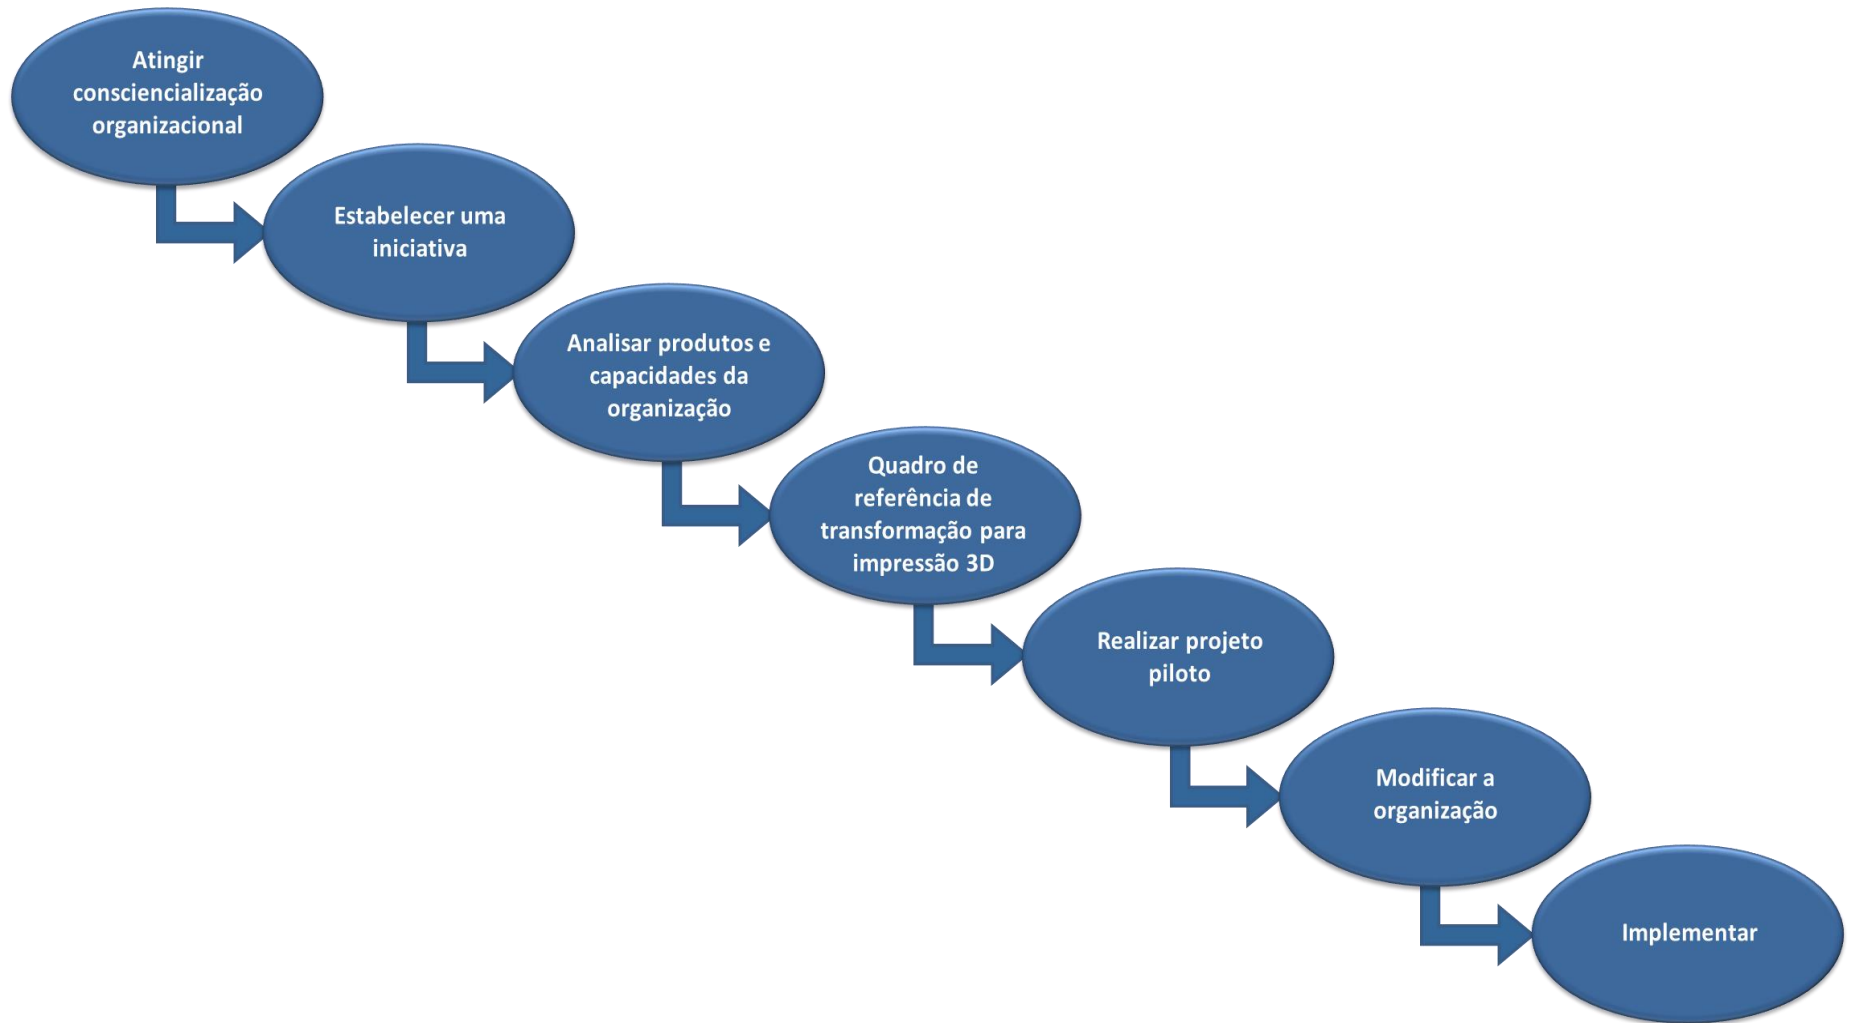 Atingir
consciencialização
organizacional
Estabelecer uma
iniciativa
Analisar produtos e
capacidades da
organização
Quadro de
referência de
transformação para
impressão 3D
Realizar projeto
piloto
Modificar a
organização
Implementar